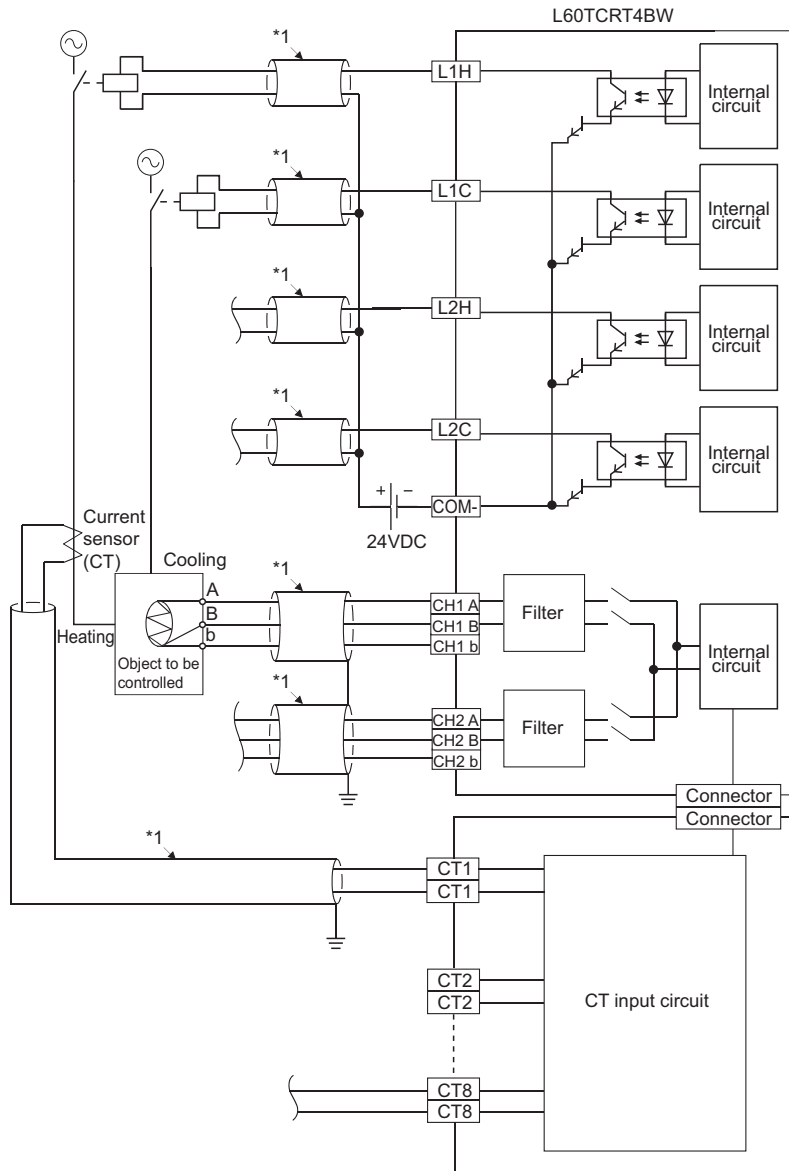 L60TCRT4BW
*1
L1H
Internal
circuit
*1
L1C
Internal
circuit
*1
L2H
Internal
circuit
*1
L2C
Internal
circuit
+
−
COM-
24VDC
Current
sensor
(CT)
Cooling
*1
A
B
b
Heating
Object to be
controlled
CH1 A
CH1 B
CH1 b
Filter
Internal
circuit
*1
CH2 A
CH2 B
CH2 b
Filter
Connector
Connector
*1
CT1
CT1
CT2
CT2
CT input circuit
CT8
CT8